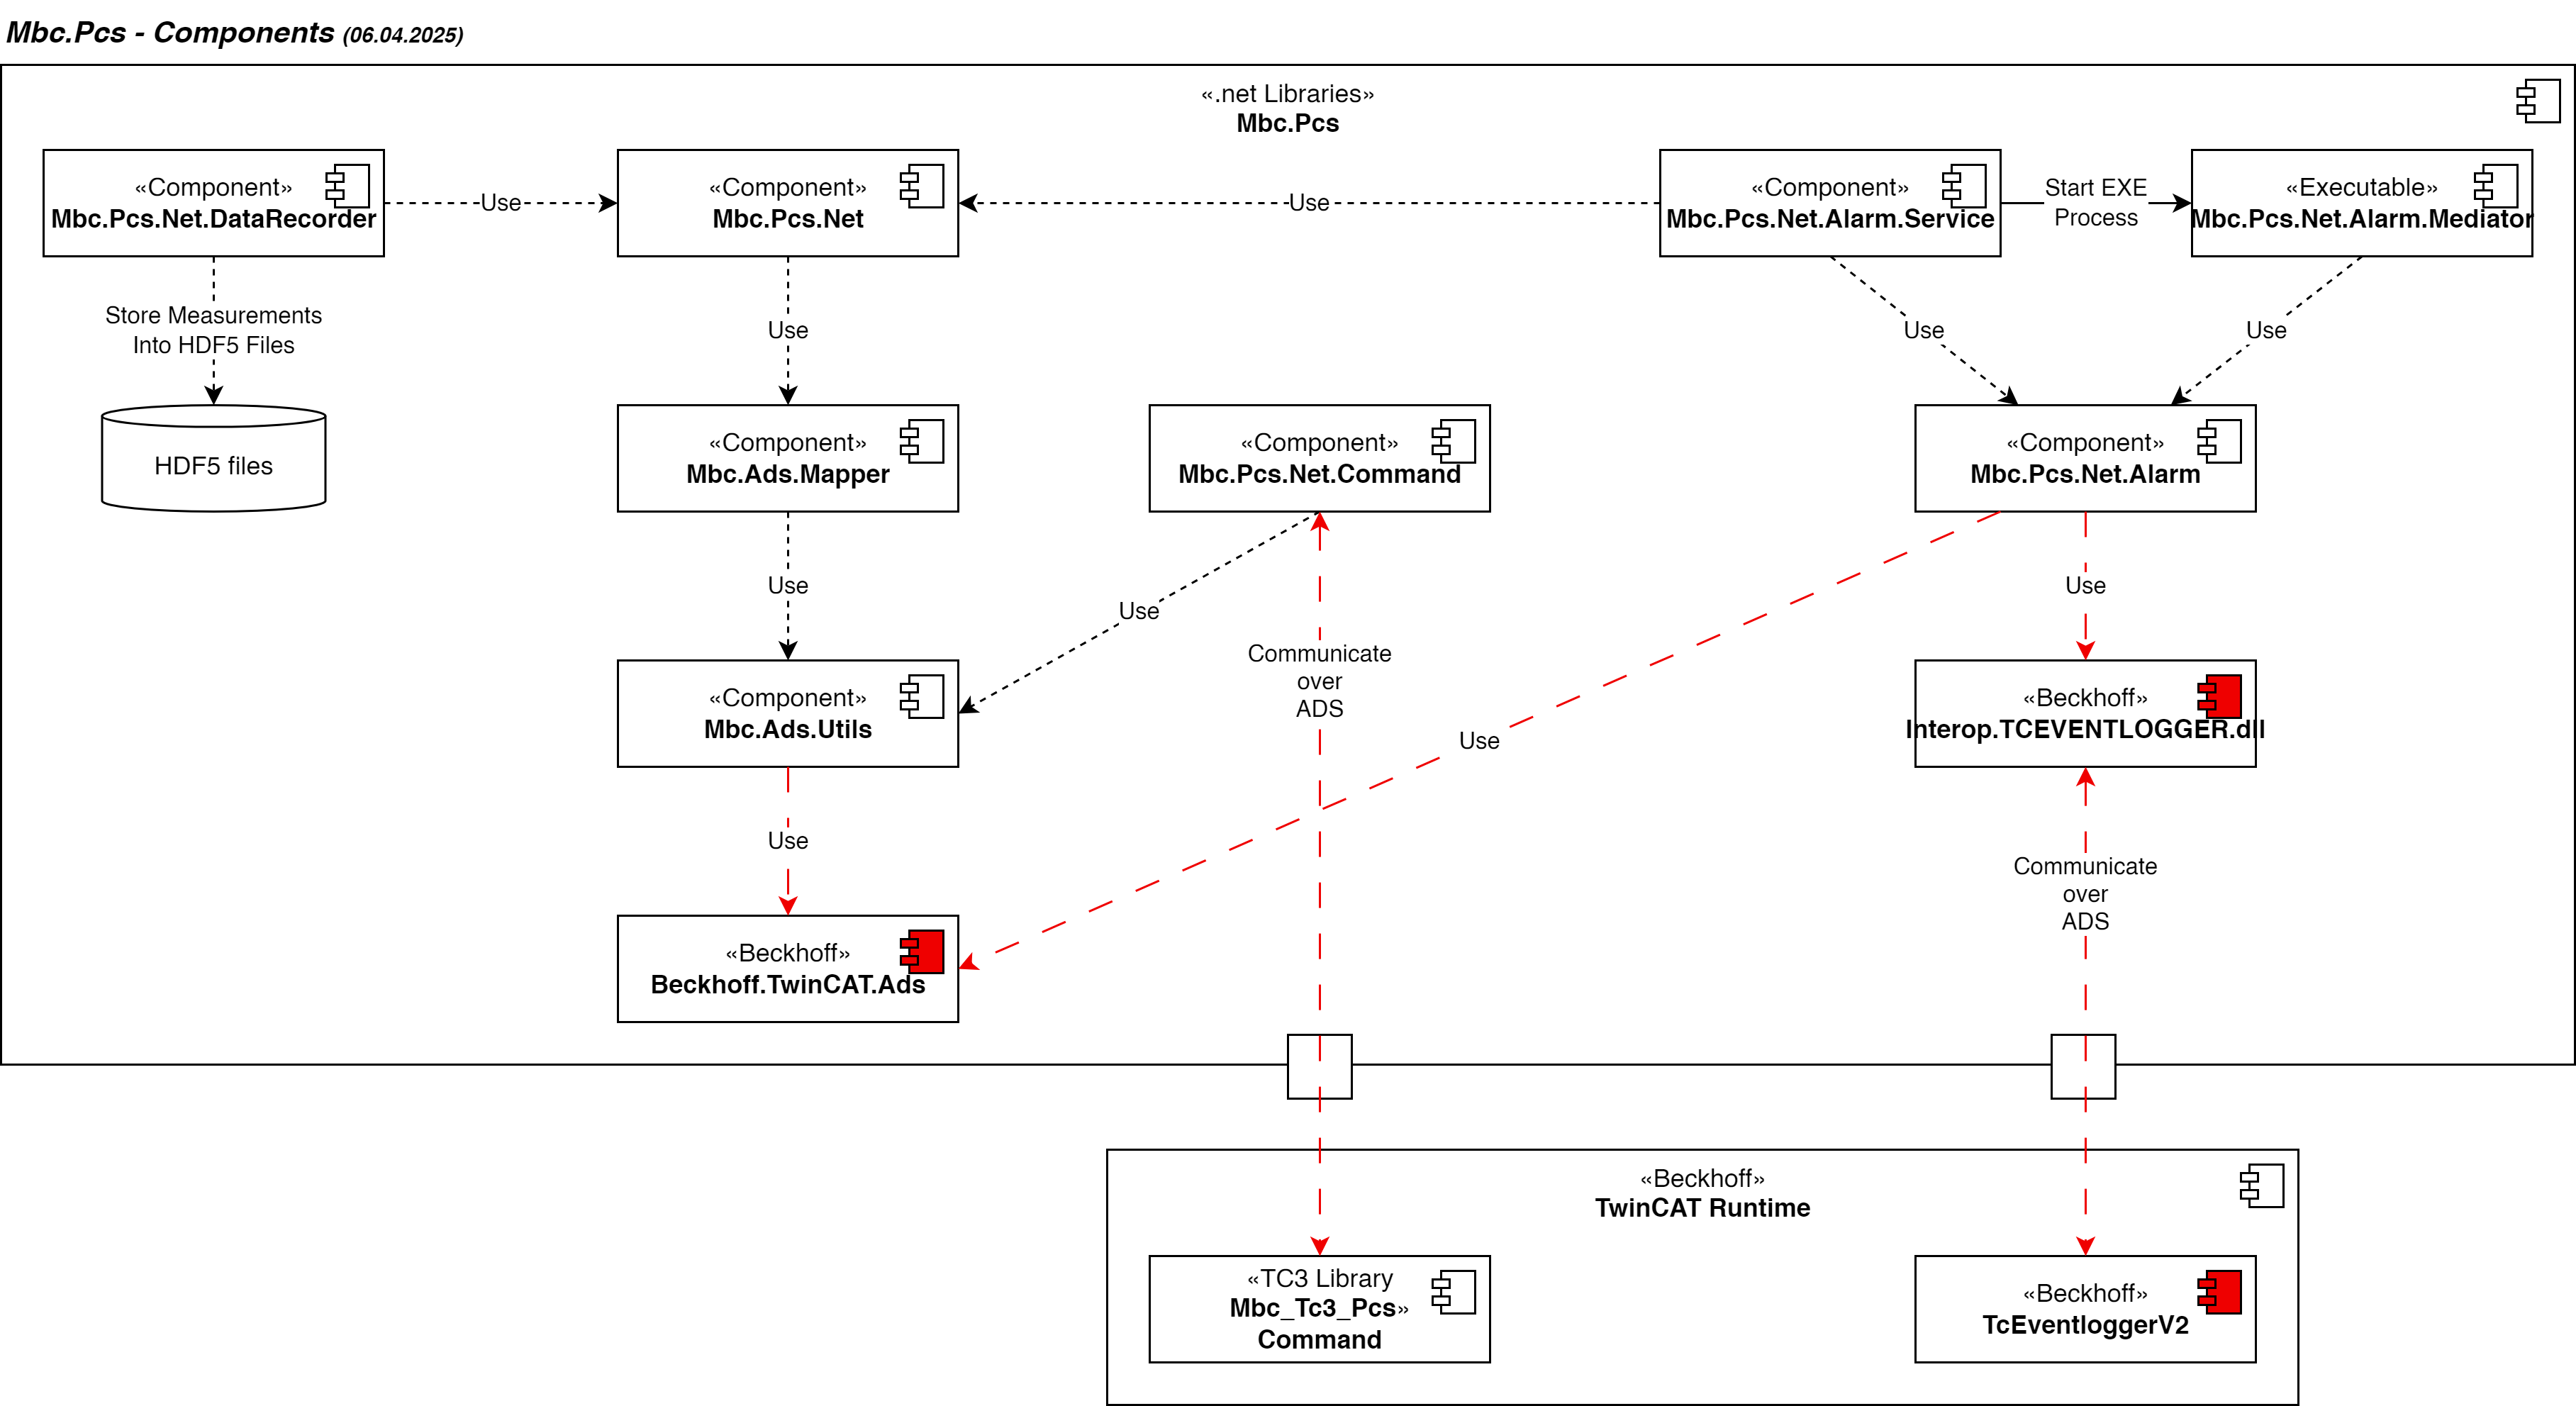 Mbc.Pcs - Components (06.04.2025)
«.net Libraries»
Mbc.Pcs
«Component»
Mbc.Pcs.Net.DataRecorder
Use
«Component»
Mbc.Pcs.Net
Use
«Component»
Mbc.Pcs.Net.Alarm.Service
Start EXE
Process
«Executable»
Mbc.Pcs.Net.Alarm.Mediator
Store Measurements
Into HDF5 Files
Use
Use
Use
HDF5 files
«Component»
Mbc.Ads.Mapper
«Component»
Mbc.Pcs.Net.Command
«Component»
Mbc.Pcs.Net.Alarm
Use
Use
Use
Communicate
over
ADS
«Component»
Mbc.Ads.Utils
Use
«Beckhoff»
Interop.TCEVENTLOGGER.dll
Use
Communicate
over
ADS
«Beckhoff»
Beckhoff.TwinCAT.Ads
«Beckhoff»
TwinCAT Runtime
«TC3 Library
Mbc_Tc3_Pcs»
Command
«Beckhoff»
TcEventloggerV2